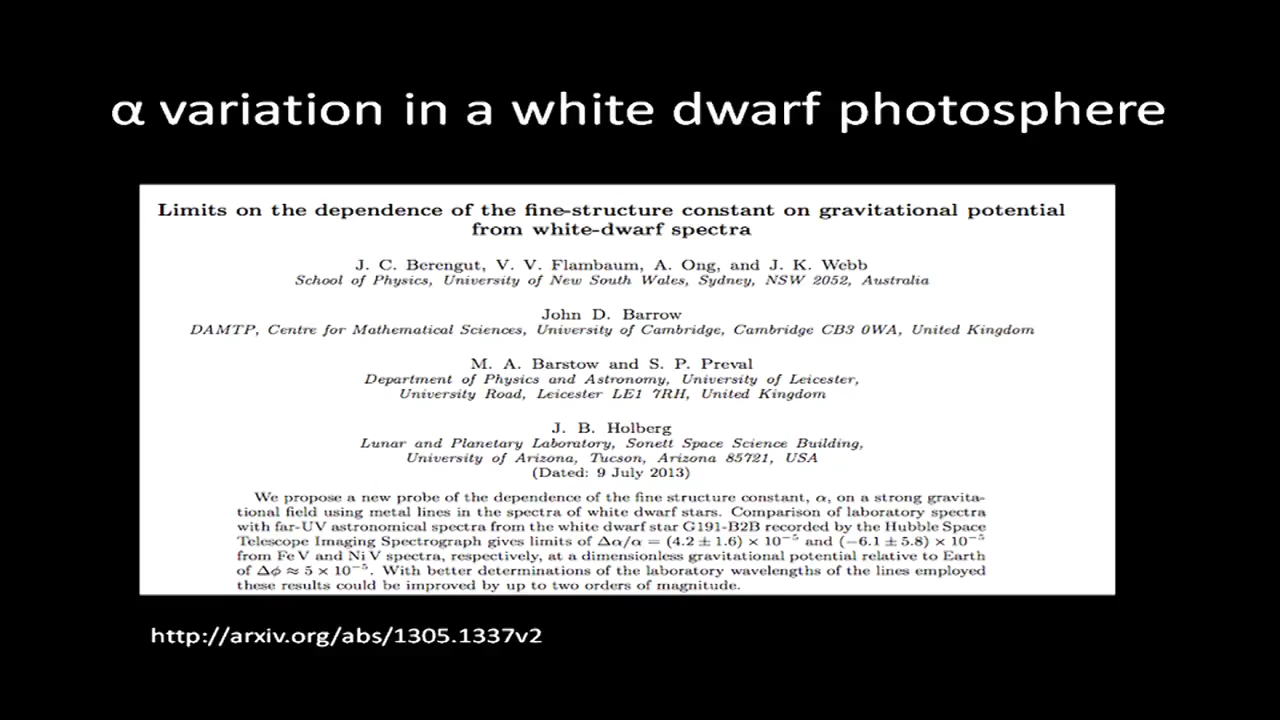 α variation in a white dwarf photosphere
Limits on the dependence of the fine-structure constant on gravitational potential
from white-dwarf spectra
J. C. Berengut, V. V. Flambaum, A. Ong, and J. K. Webb
School of Physics, University of New South Wales, Sydney, NSW 2052, Australia
John D. Barrow
DAMTP, Centre for Mathematical Sciences, University of Cambridge, Cambridge CB3 0WA, United Kingdom
M. A. Barstow and S. P. Preval
Department of Physics and Astronomy, University of Leicester,
University Road, Leicester LE1 7RH, United Kingdom
J. B. Holberg
Lunar and Planetary Laboratory, Sonett Space Science Building,
University of Arizona, Tucson, Arizona 85721, USA
(Dated: 9 July 2013)
We propose a new probe of the dependence of the fine structure constant, α, on a strong gravita-
tional field using metal lines in the spectra of white dwarf stars. Comparison of laboratory spectra
with far-UV astronomical spectra from the white dwarf star G191-B2B recorded by the Hubble Space
Telescope Imaging Spectrograph gives limits of Δα/α = (4.2 ± 1.6) × 10⁻⁵ and (−6.1 ± 5.8) × 10⁻⁵
from Fe V and Ni V spectra, respectively, at a dimensionless gravitational potential relative to Earth
of Δϕ ≈ 5 × 10⁻⁵. With better determinations of the laboratory wavelengths of the lines employed
these results could be improved by up to two orders of magnitude.
http://arxiv.org/abs/1305.1337v2